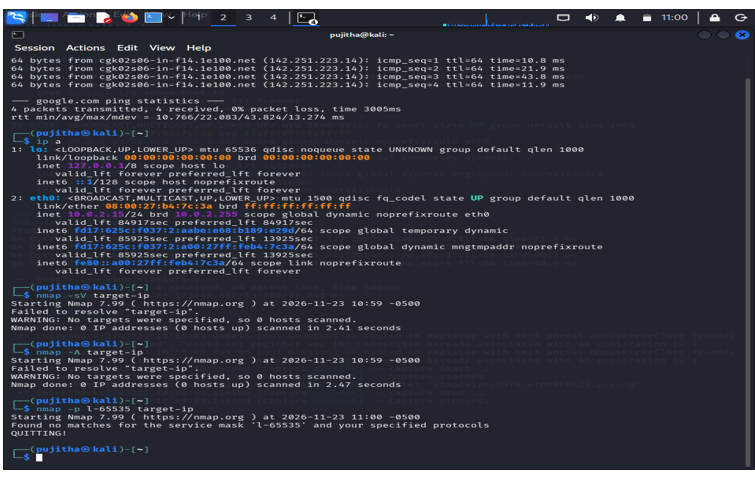 1 2 3 4 11:00
pujitha@kali: ~
Session Actions Edit View Help
64 bytes from cgk02s06-in-f14.1e100.net (142.251.223.14): icmp_seq=1 ttl=64 time=10.8 ms
64 bytes from cgk02s06-in-f14.1e100.net (142.251.223.14): icmp_seq=2 ttl=64 time=21.9 ms
64 bytes from cgk02s06-in-f14.1e100.net (142.251.223.14): icmp_seq=3 ttl=64 time=43.8 ms
64 bytes from cgk02s06-in-f14.1e100.net (142.251.223.14): icmp_seq=4 ttl=64 time=11.9 ms
--- google.com ping statistics ---
4 packets transmitted, 4 received, 0% packet loss, time 3005ms
rtt min/avg/max/mdev = 10.766/22.083/43.824/13.274 ms
┌──(pujitha㉿kali)-[~]
└─$ ip a
1: lo: <LOOPBACK,UP,LOWER_UP> mtu 65536 qdisc noqueue state UNKNOWN group default qlen 1000
link/loopback 00:00:00:00:00:00 brd 00:00:00:00:00:00
inet 127.0.0.1/8 scope host lo
valid_lft forever preferred_lft forever
inet6 ::1/128 scope host noprefixroute
valid_lft forever preferred_lft forever
2: eth0: <BROADCAST,MULTICAST,UP,LOWER_UP> mtu 1500 qdisc fq_codel state UP group default qlen 1000
link/ether 08:00:27:b4:7c:3a brd ff:ff:ff:ff:ff:ff
inet 10.0.2.15/24 brd 10.0.2.255 scope global dynamic noprefixroute eth0
valid_lft 84917sec preferred_lft 84917sec
inet6 fd17:625c:f037:2:aabe:e68:b189:e29d/64 scope global temporary dynamic
valid_lft 85925sec preferred_lft 13925sec
inet6 fd17:625c:f037:2:a00:27ff:feb4:7c3a/64 scope global dynamic mngtmpaddr noprefixroute
valid_lft 85925sec preferred_lft 13925sec
inet6 fe80::a00:27ff:feb4:7c3a/64 scope link noprefixroute
valid_lft forever preferred_lft forever
┌──(pujitha㉿kali)-[~]
└─$ nmap -sV target-ip
Starting Nmap 7.99 ( https://nmap.org ) at 2026-11-23 10:59 -0500
Failed to resolve "target-ip".
WARNING: No targets were specified, so 0 hosts scanned.
Nmap done: 0 IP addresses (0 hosts up) scanned in 2.41 seconds
┌──(pujitha㉿kali)-[~]
└─$ nmap -A target-ip
Starting Nmap 7.99 ( https://nmap.org ) at 2026-11-23 10:59 -0500
Failed to resolve "target-ip".
WARNING: No targets were specified, so 0 hosts scanned.
Nmap done: 0 IP addresses (0 hosts up) scanned in 2.47 seconds
┌──(pujitha㉿kali)-[~]
└─$ nmap -p l-65535 target-ip
Starting Nmap 7.99 ( https://nmap.org ) at 2026-11-23 11:00 -0500
Found no matches for the service mask 'l-65535' and your specified protocols
QUITTING!
┌──(pujitha㉿kali)-[~]
└─$